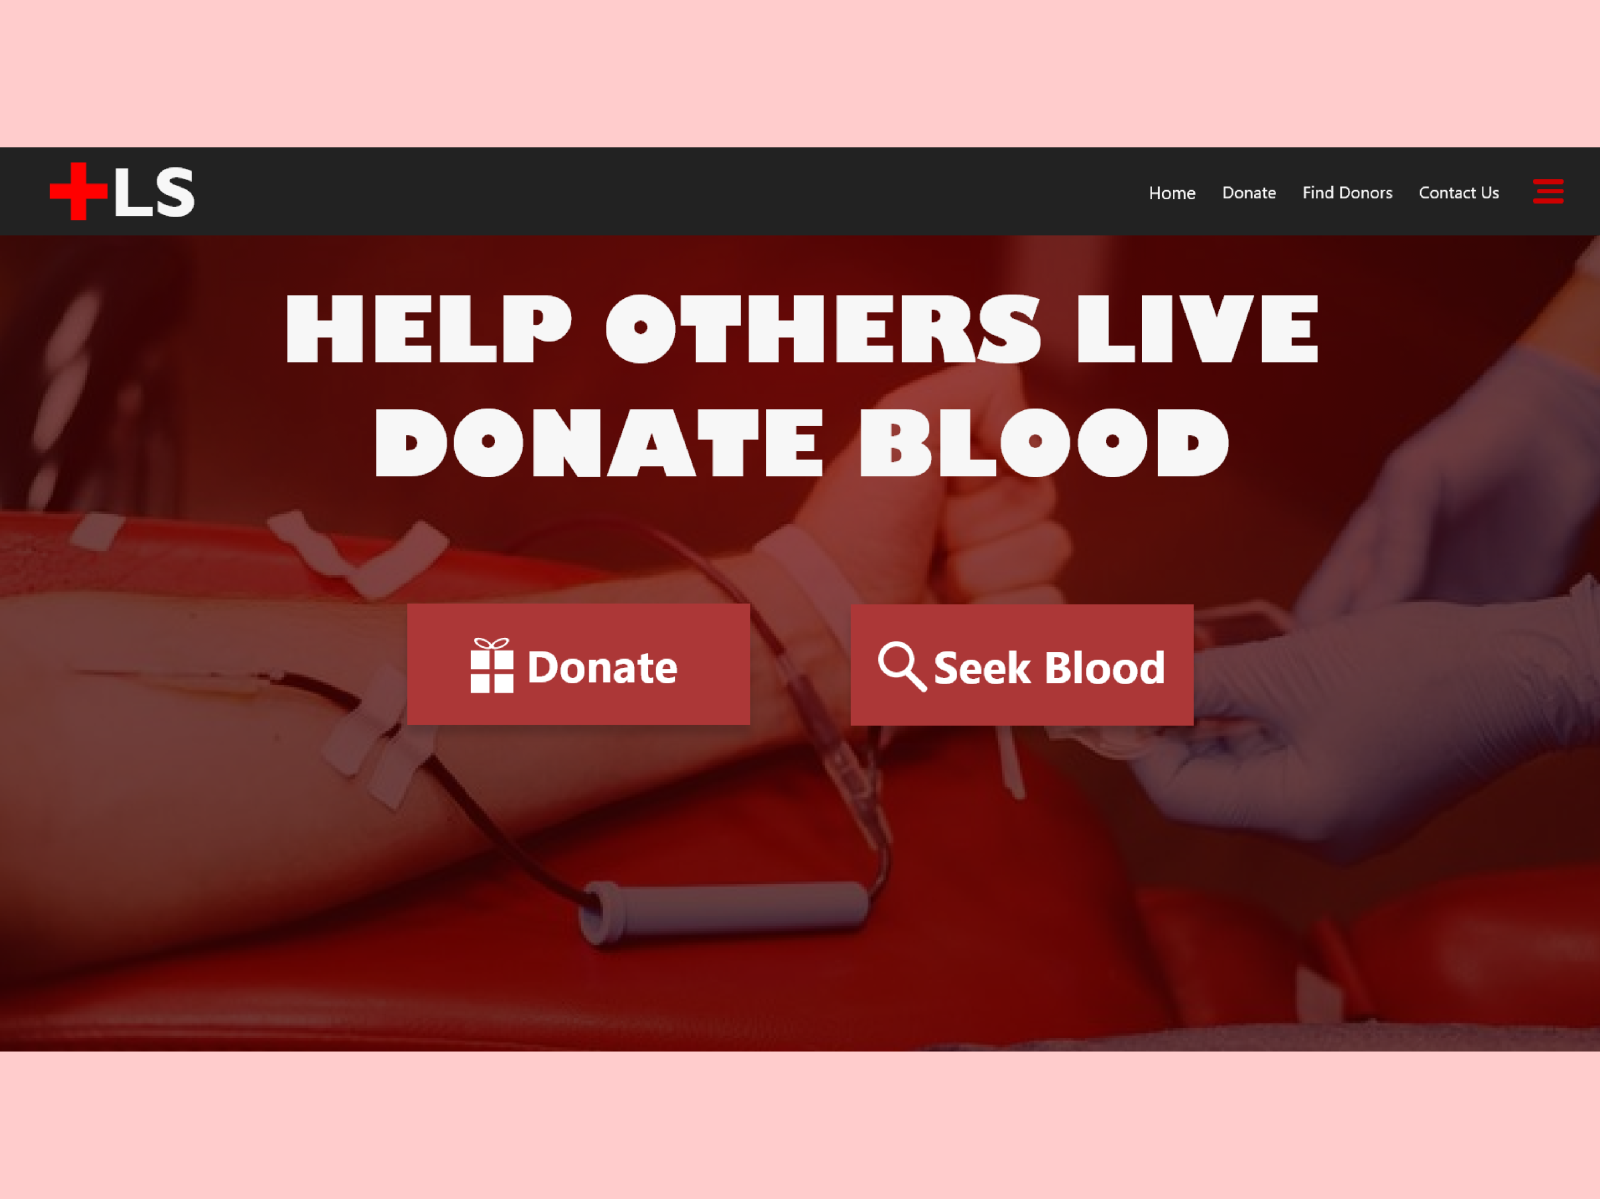 LS
Home Donate Find Donors Contact Us
HELP OTHERS LIVE
DONATE BLOOD
Donate
Seek Blood